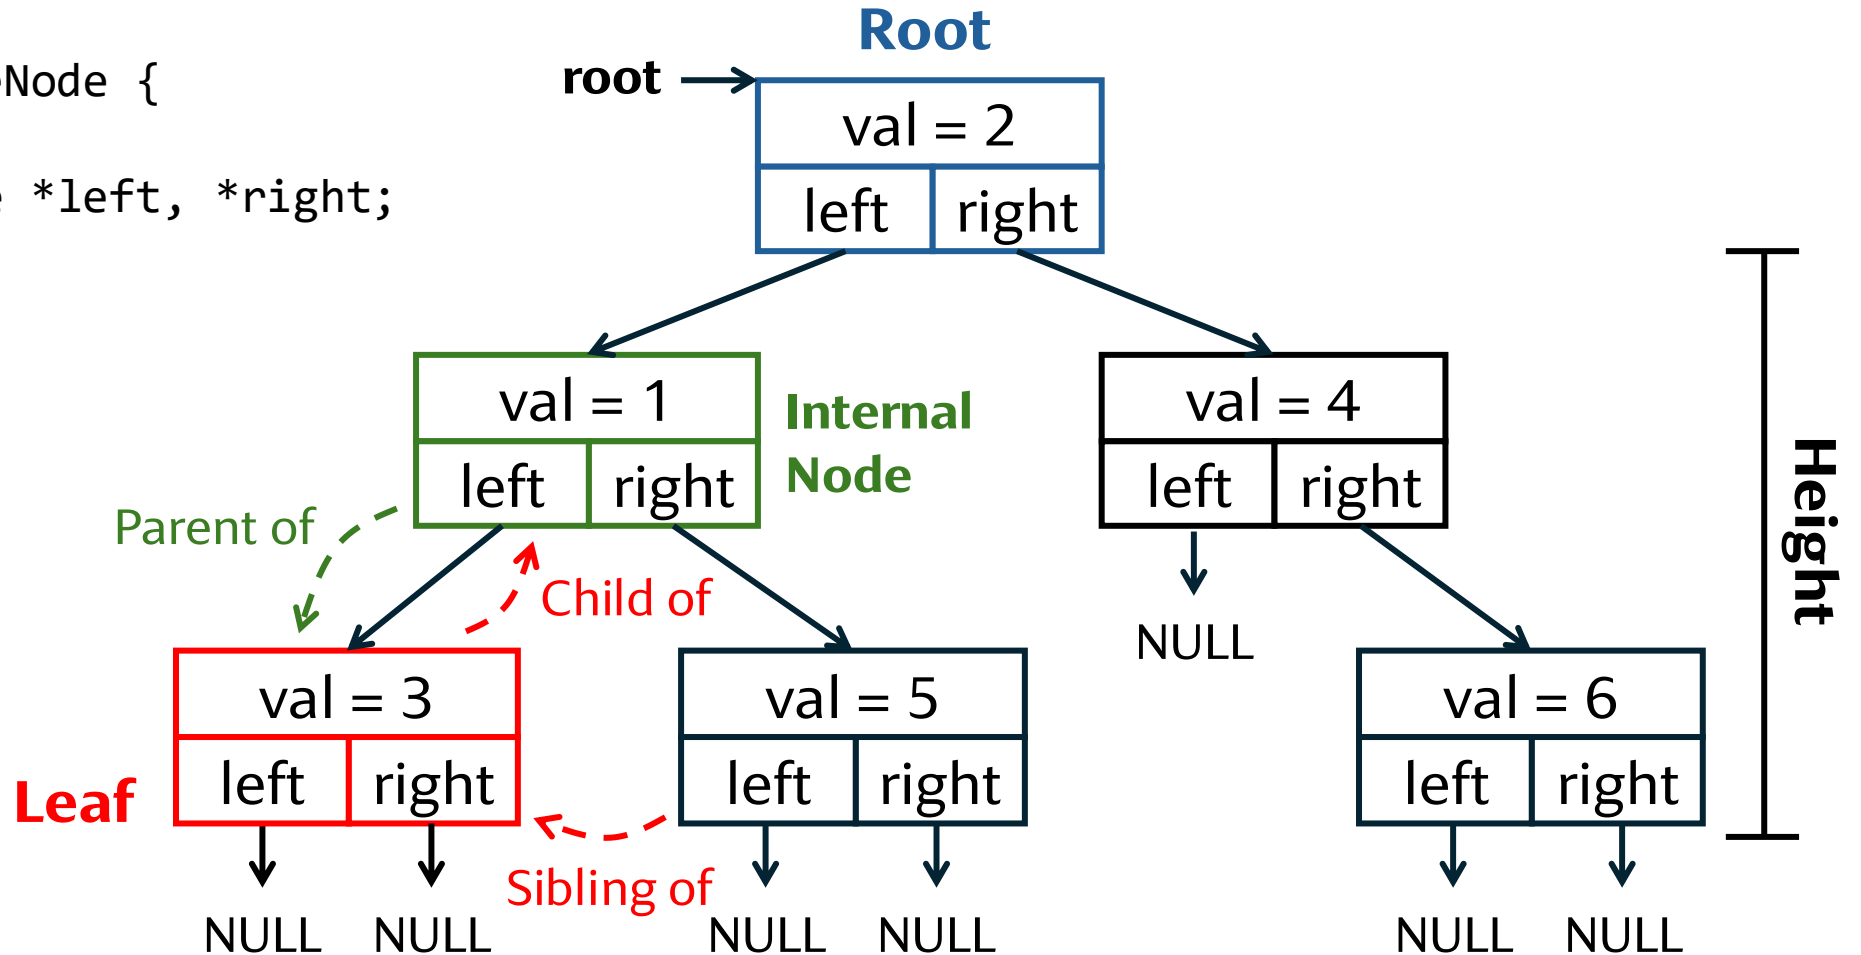 Root
eNode {
root
val = 2
*left, *right;
left right
val = 1
val = 4
Internal
Node
left right
left right
Height
Parent of
Child of
NULL
val = 3
val = 5
val = 6
left right
left right
left right
Leaf
Sibling of
NULL NULL
NULL NULL
NULL NULL